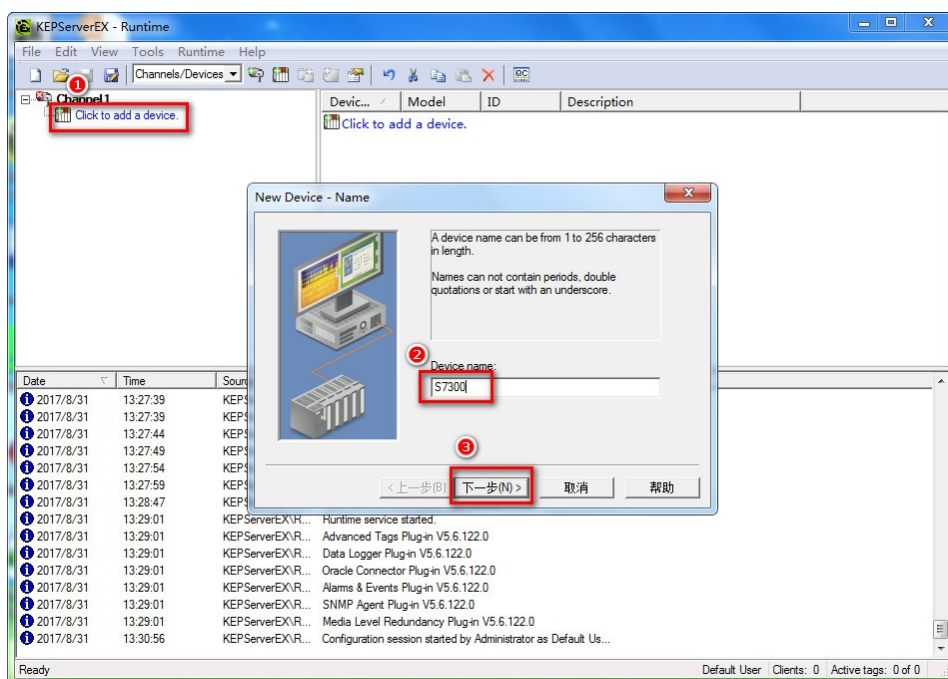 KEPServerEX - Runtime
File Edit View Tools Runtime Help
Channels/Devices
1
Channel1
Click to add a device.
Devic... Model ID Description
Click to add a device.
New Device - Name
A device name can be from 1 to 256 characters
in length.
Names can not contain periods, double
quotations or start with an underscore.
2
Device name:
S7300
3
<上一步(B) 下一步(N) > 取消 帮助
Date Time Sourc
2017/8/31 13:27:39 KEPS
2017/8/31 13:27:39 KEPS
2017/8/31 13:27:44 KEPS
2017/8/31 13:27:49 KEPS
2017/8/31 13:27:54 KEPS
2017/8/31 13:27:59 KEPS
2017/8/31 13:28:47 KEPS
2017/8/31 13:29:01 KEPServerEX\R... Runtime service started.
2017/8/31 13:29:01 KEPServerEX\R... Advanced Tags Plug-in V5.6.122.0
2017/8/31 13:29:01 KEPServerEX\R... Data Logger Plug-in V5.6.122.0
2017/8/31 13:29:01 KEPServerEX\R... Oracle Connector Plug-in V5.6.122.0
2017/8/31 13:29:01 KEPServerEX\R... Alarms & Events Plug-in V5.6.122.0
2017/8/31 13:29:01 KEPServerEX\R... SNMP Agent Plug-in V5.6.122.0
2017/8/31 13:29:01 KEPServerEX\R... Media Level Redundancy Plug-in V5.6.122.0
2017/8/31 13:30:56 KEPServerEX\R... Configuration session started by Administrator as Default Us...
Ready Default User Clients: 0 Active tags: 0 of 0